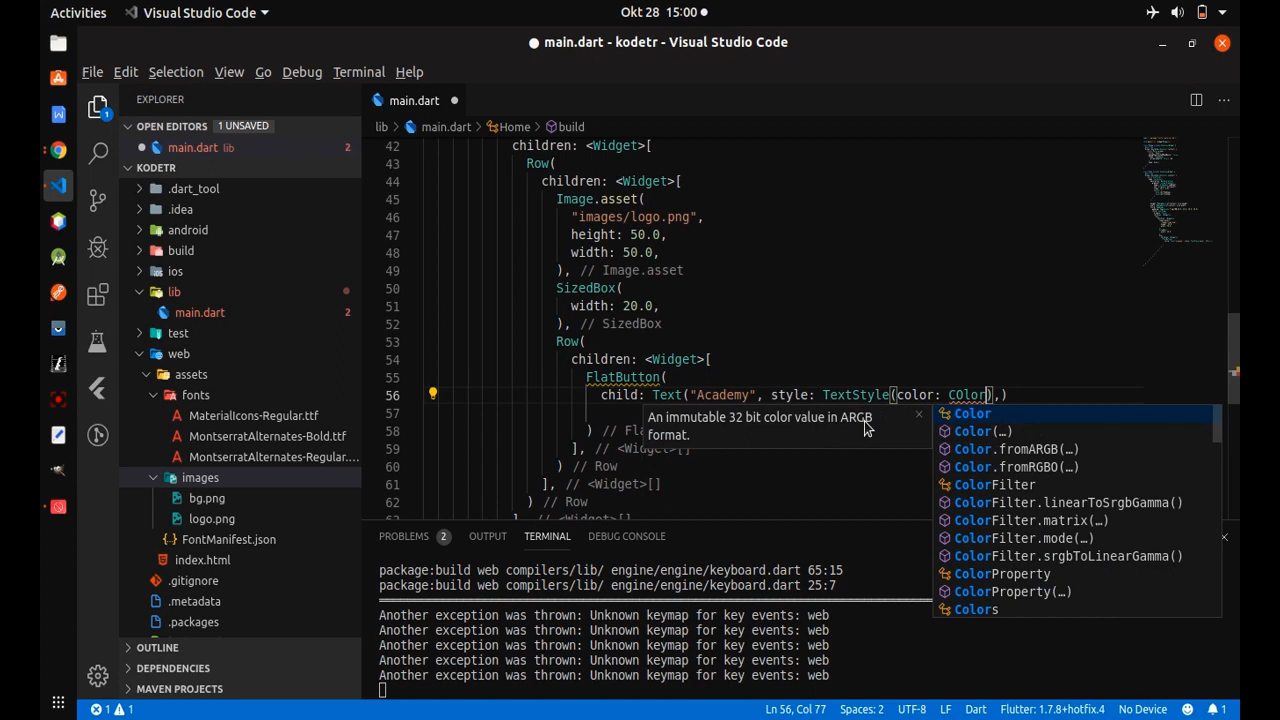 Activities
Visual Studio Code
Okt 28 15:00
main.dart - kodetr - Visual Studio Code
File Edit Selection View Go Debug Terminal Help
EXPLORER
OPEN EDITORS 1 UNSAVED
main.dart lib 2
KODETR
.dart_tool
.idea
android
build
ios
lib
main.dart 2
test
web
assets
fonts
MaterialIcons-Regular.ttf
MontserratAlternates-Bold.ttf
MontserratAlternates-Regular....
images
bg.png
logo.png
FontManifest.json
index.html
.gitignore
.metadata
.packages
OUTLINE
DEPENDENCIES
MAVEN PROJECTS
1
main.dart
lib main.dart Home build
42 children: <Widget>[
43 Row(
44 children: <Widget>[
45 Image.asset(
46 "images/logo.png",
47 height: 50.0,
48 width: 50.0,
49 ), // Image.asset
50 SizedBox(
51 width: 20.0,
52 ), // SizedBox
53 Row(
54 children: <Widget>[
55 FlatButton(
56 child: Text("Academy", style: TextStyle(color: COlor),)
57
58 ) // Fla
59 ], // <Widget>[]
60 ) // Row
61 ], // <Widget>[]
62 ) // Row
63 ], // <Widget>[]
An immutable 32 bit color value in ARGB
format.
Color
Color(…)
Color.fromARGB(…)
Color.fromRGBO(…)
ColorFilter
ColorFilter.linearToSrgbGamma()
ColorFilter.matrix(…)
ColorFilter.mode(…)
ColorFilter.srgbToLinearGamma()
ColorProperty
ColorProperty(…)
Colors
PROBLEMS 2 OUTPUT TERMINAL DEBUG CONSOLE
package:build_web_compilers/lib/_engine/engine/keyboard.dart 65:15
package:build_web_compilers/lib/_engine/engine/keyboard.dart 25:7
Another exception was thrown: Unknown keymap for key events: web
Another exception was thrown: Unknown keymap for key events: web
Another exception was thrown: Unknown keymap for key events: web
Another exception was thrown: Unknown keymap for key events: web
Another exception was thrown: Unknown keymap for key events: web
1 1
Ln 56, Col 77 Spaces: 2 UTF-8 LF Dart Flutter: 1.7.8+hotfix.4 No Device 1